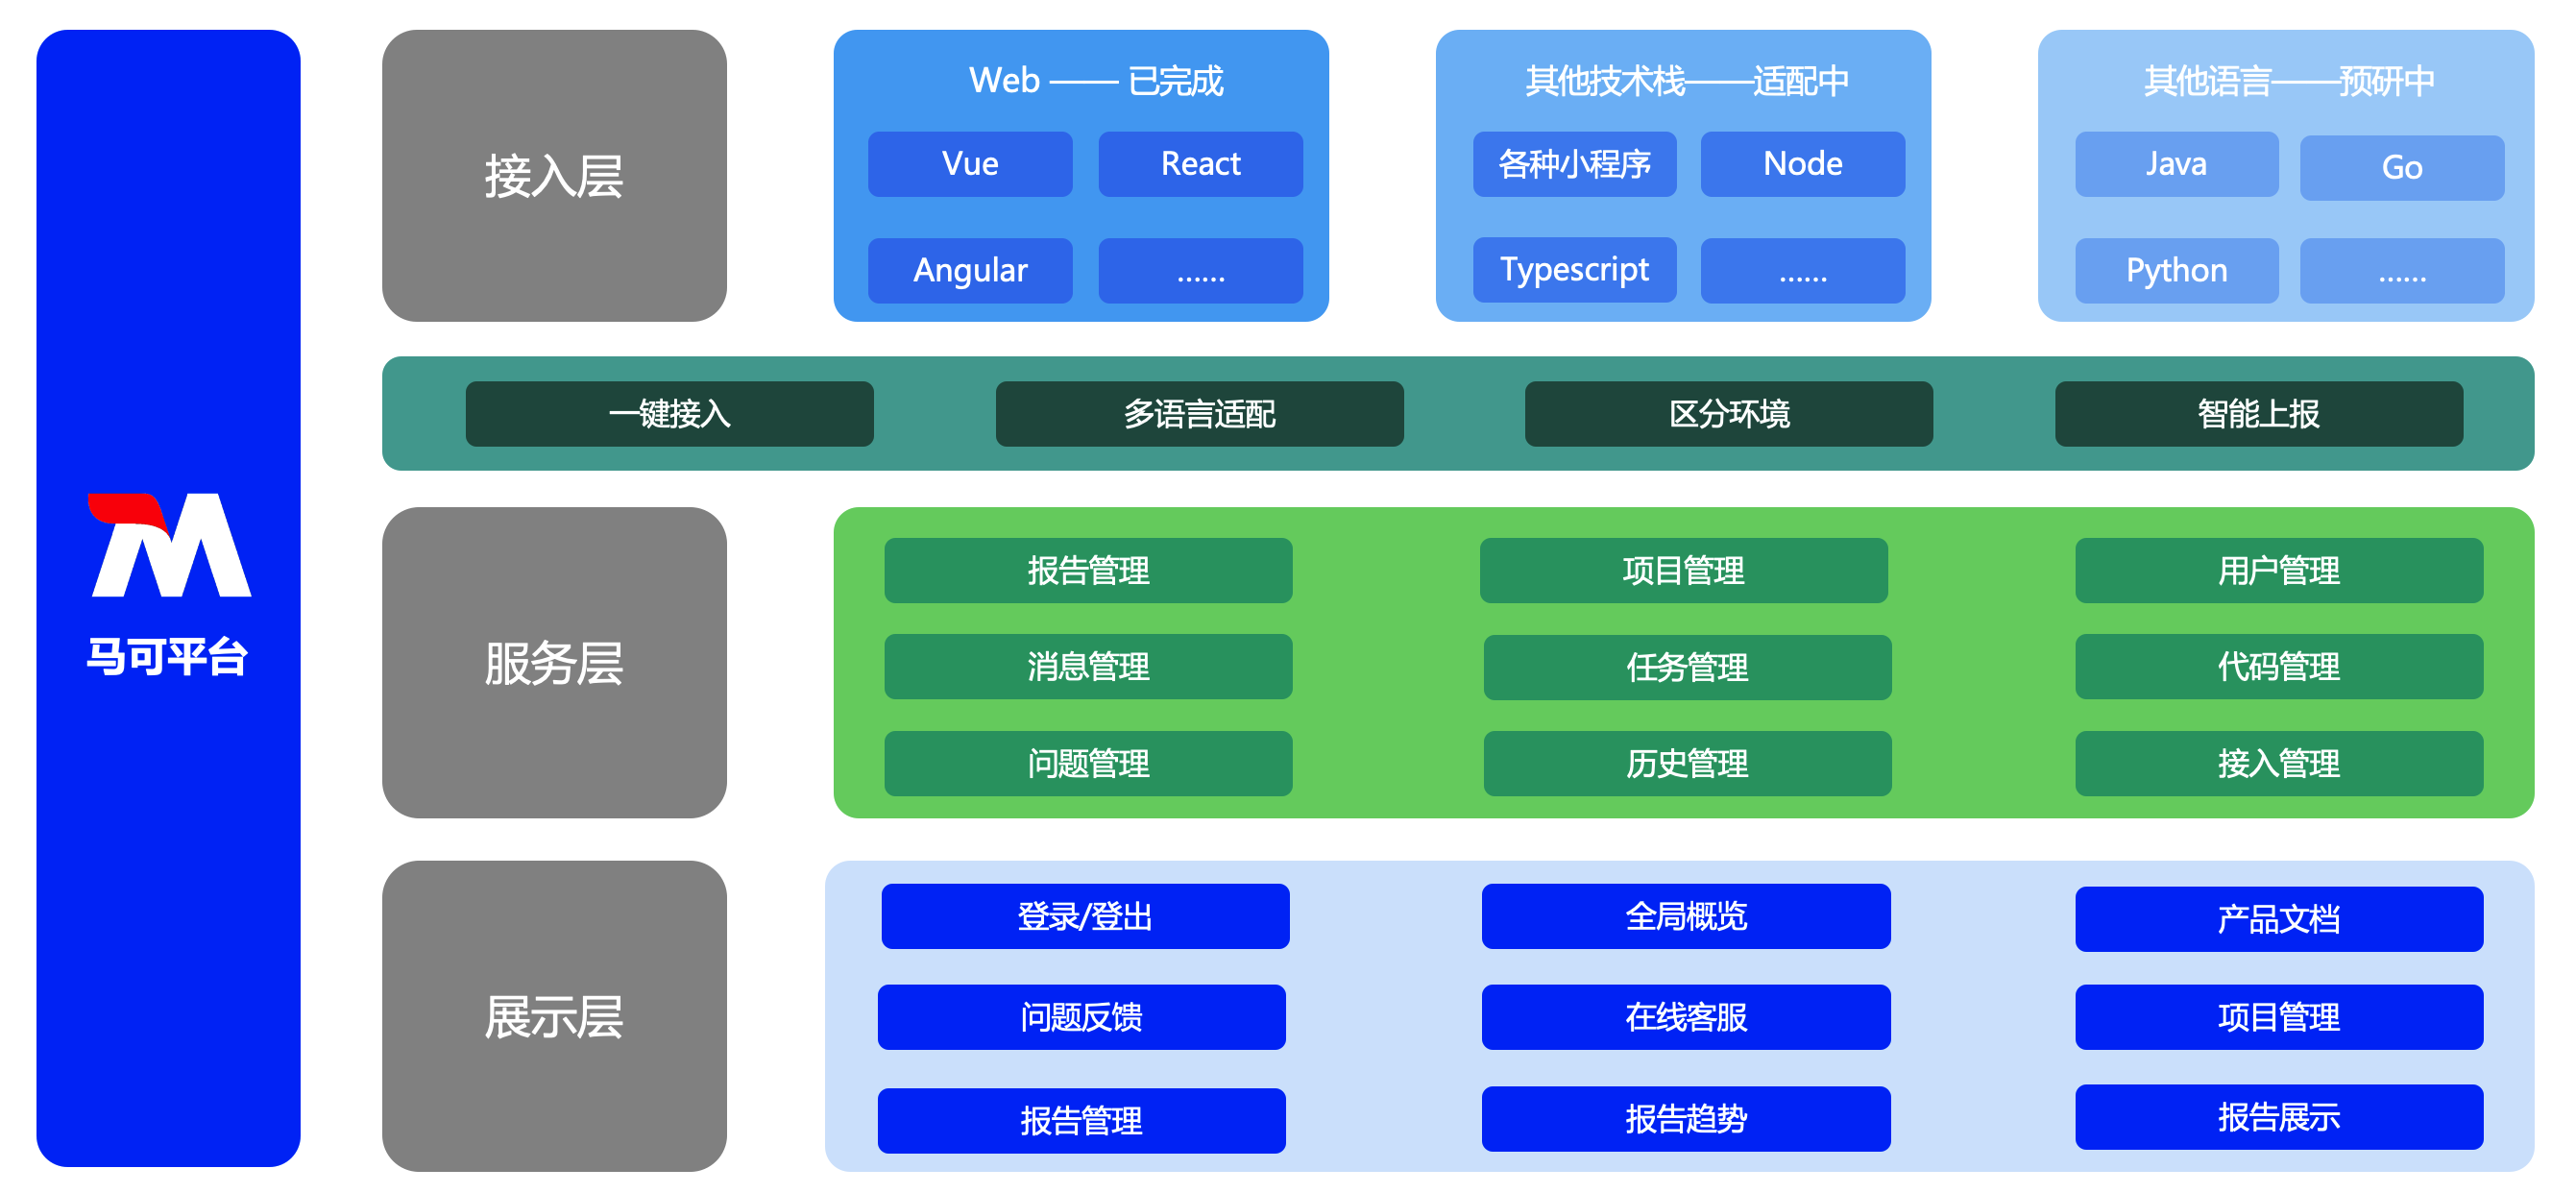 马可平台
接入层
Web —— 已完成
Vue
React
Angular
......
其他技术栈——适配中
各种小程序
Node
Typescript
......
其他语言——预研中
Java
Go
Python
......
一键接入
多语言适配
区分环境
智能上报
服务层
报告管理
项目管理
用户管理
消息管理
任务管理
代码管理
问题管理
历史管理
接入管理
展示层
登录/登出
全局概览
产品文档
问题反馈
在线客服
项目管理
报告管理
报告趋势
报告展示